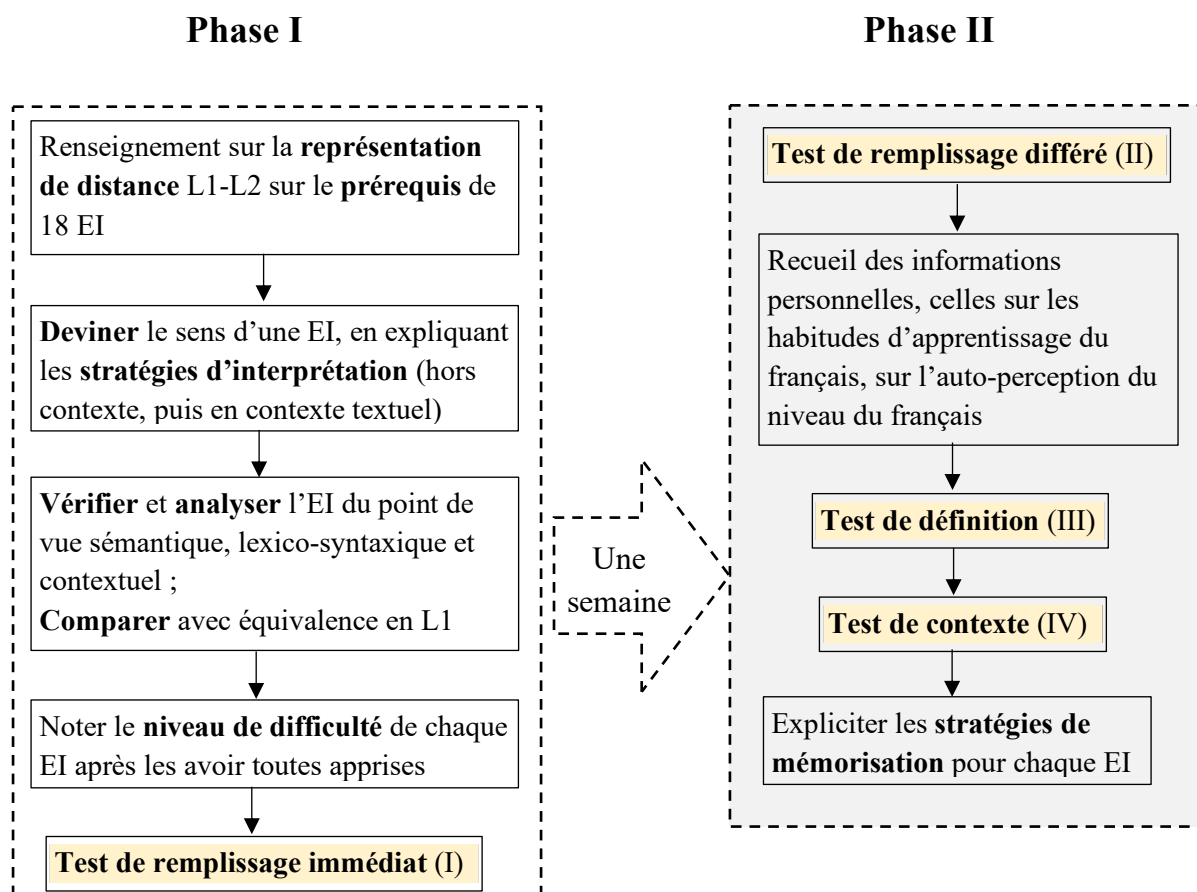 Phase I
Renseignement sur la représentation
de distance L1-L2 sur le prérequis de
18 EI
Deviner le sens d’une EI, en expliquant
les stratégies d’interprétation (hors
contexte, puis en contexte textuel)
Vérifier et analyser l’EI du point de
vue sémantique, lexico-syntaxique et
contextuel ;
Comparer avec équivalence en L1
Noter le niveau de difficulté de chaque
EI après les avoir toutes apprises
Test de remplissage immédiat (I)
Une
semaine
Phase II
Test de remplissage différé (II)
Recueil des informations
personnelles, celles sur les
habitudes d’apprentissage du
français, sur l’auto-perception du
niveau du français
Test de définition (III)
Test de contexte (IV)
Expliciter les stratégies de
mémorisation pour chaque EI